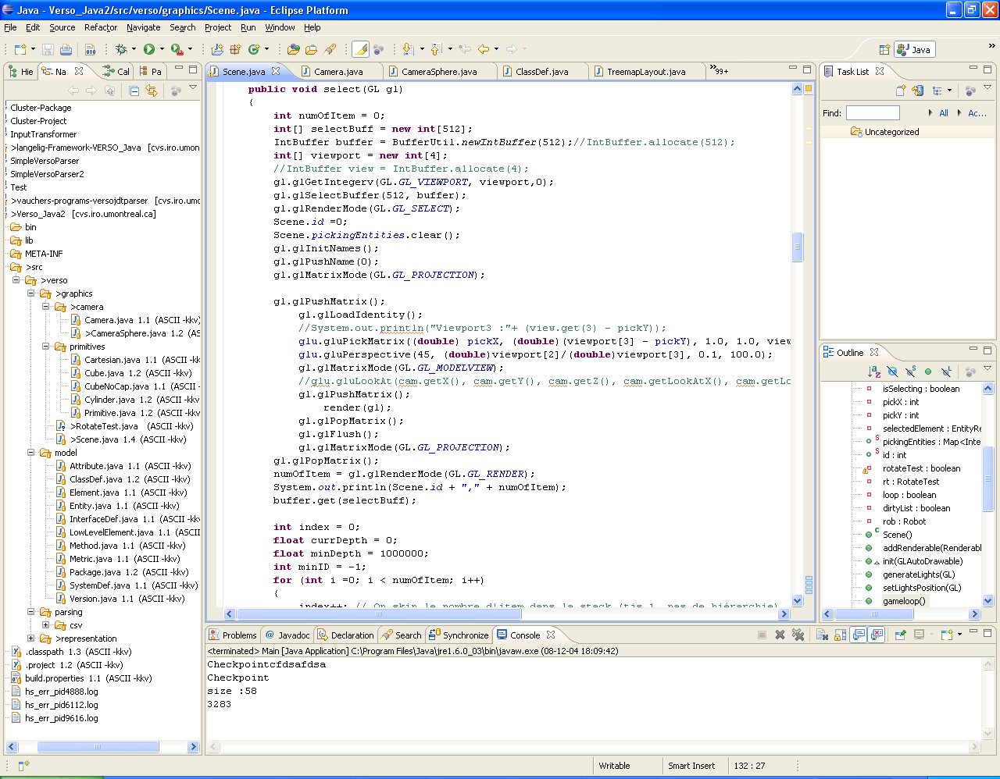 Java - Verso_Java2/src/verso/graphics/Scene.java - Eclipse Platform
File Edit Source Refactor Navigate Search Project Run Window Help
Java
Hie Na Cal Pa
Cluster-Package
Cluster-Project
InputTransformer
>langelig-Framework-VERSO_Java [cvs.iro.umon
SimpleVersoParser
SimpleVersoParser2
Test
>vauchers-programs-versojdtparser [cvs.iro.umc
>Verso_Java2 [cvs.iro.umontreal.ca]
bin
lib
META-INF
>src
>verso
>graphics
>camera
Camera.java 1.1 (ASCII -kkv)
>CameraSphere.java 1.2 (AS
primitives
Cartesian.java 1.1 (ASCII -kk
Cube.java 1.2 (ASCII -kkv)
CubeNoCap.java 1.1 (ASCII
Cylinder.java 1.2 (ASCII -kkv
Primitive.java 1.2 (ASCII -kkv
>RotateTest.java (ASCII -kkv)
>Scene.java 1.4 (ASCII -kkv)
model
Attribute.java 1.1 (ASCII -kkv)
ClassDef.java 1.2 (ASCII -kkv)
Element.java 1.1 (ASCII -kkv)
Entity.java 1.1 (ASCII -kkv)
InterfaceDef.java 1.1 (ASCII -kkv)
LowLevelElement.java 1.1 (ASCII
Method.java 1.1 (ASCII -kkv)
Metric.java 1.1 (ASCII -kkv)
Package.java 1.2 (ASCII -kkv)
SystemDef.java 1.1 (ASCII -kkv)
Version.java 1.1 (ASCII -kkv)
parsing
csv
>representation
.classpath 1.3 (ASCII -kkv)
.project 1.2 (ASCII -kkv)
build.properties 1.1 (ASCII -kkv)
hs_err_pid4888.log
hs_err_pid6112.log
hs_err_pid9616.log
Scene.java Camera.java CameraSphere.java ClassDef.java TreemapLayout.java »99+
public void select(GL gl)
{
int numOfItem = 0;
int[] selectBuff = new int[512];
IntBuffer buffer = BufferUtil.newIntBuffer(512);//IntBuffer.allocate(512);
int[] viewport = new int[4];
//IntBuffer view = IntBuffer.allocate(4);
gl.glGetIntegerv(GL.GL_VIEWPORT, viewport,0);
gl.glSelectBuffer(512, buffer);
gl.glRenderMode(GL.GL_SELECT);
Scene.id =0;
Scene.pickingEntities.clear();
gl.glInitNames();
gl.glPushName(0);
gl.glMatrixMode(GL.GL_PROJECTION);
gl.glPushMatrix();
gl.glLoadIdentity();
//System.out.println("Viewport3 :"+ (view.get(3) - pickY));
glu.gluPickMatrix((double) pickX, (double)(viewport[3] - pickY), 1.0, 1.0, view
glu.gluPerspective(45, (double)viewport[2]/(double)viewport[3], 0.1, 100.0);
gl.glMatrixMode(GL.GL_MODELVIEW);
//glu.gluLookAt(cam.getX(), cam.getY(), cam.getZ(), cam.getLookAtX(), cam.getLo
gl.glPushMatrix();
render(gl);
gl.glPopMatrix();
gl.glFlush();
gl.glMatrixMode(GL.GL_PROJECTION);
gl.glPopMatrix();
numOfItem = gl.glRenderMode(GL.GL_RENDER);
System.out.println(Scene.id + "," + numOfItem);
buffer.get(selectBuff);
int index = 0;
float currDepth = 0;
float minDepth = 1000000;
int minID = -1;
for (int i =0; i < numOfItem; i++)
{
index++; // On skip le nombre d'item dans la stack (tjs 1, pas de hiérarchie)
Task List
Find: All Ac...
Uncategorized
Outline
isSelecting : boolean
pickX : int
pickY : int
selectedElement : EntityRe
pickingEntities : Map<Inte
id : int
rotateTest : boolean
rt : RotateTest
loop : boolean
dirtyList : boolean
rob : Robot
Scene()
addRenderable(Renderabl
init(GLAutoDrawable)
generateLights(GL)
setLightsPosition(GL)
gameloop()
Problems Javadoc Declaration Search Synchronize Console
<terminated> Main [Java Application] C:\Program Files\Java\jre1.6.0_03\bin\javaw.exe (08-12-04 18:09:42)
Checkpointcfdsafdsa
Checkpoint
size :58
3283
Writable Smart Insert 132 : 27